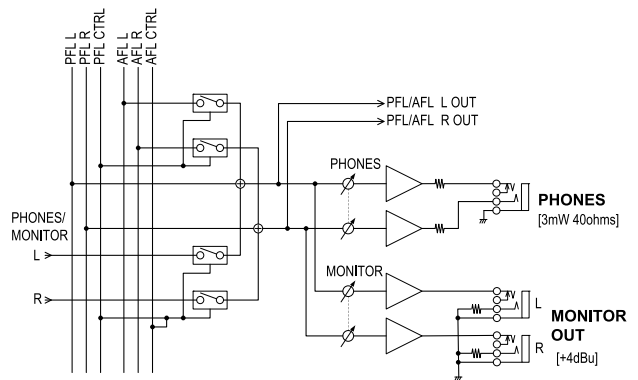 PFL L
PFL R
PFL CTRL
AFL L
AFL R
AFL CTRL
PFL/AFL L OUT
PFL/AFL R OUT
PHONES
PHONES
[3mW 40ohms]
PHONES/
MONITOR
L
R
MONITOR
L
R
MONITOR
OUT
[+4dBu]